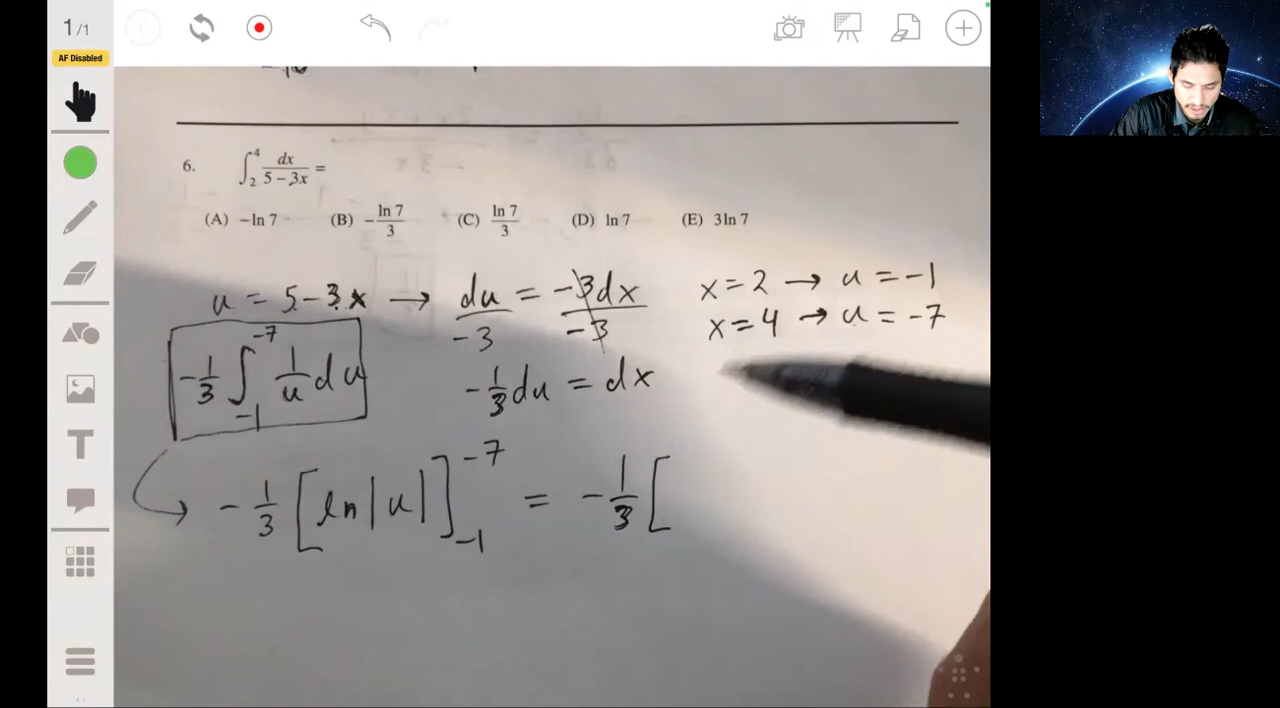 1/1
AF Disabled
6. ∫_2^4 dx/(5 − 3x) =
(A) −ln 7 (B) −(ln 7)/3 (C) (ln 7)/3 (D) ln 7 (E) 3 ln 7
u = 5 − 3x → du/−3 = −3dx/−3 x = 2 → u = −1
x = 4 → u = −7
−1/3 ∫_{−1}^{−7} 1/u du −1/3 du = dx
→ −1/3 [ln|u|]_{−1}^{−7} = −1/3 [
T